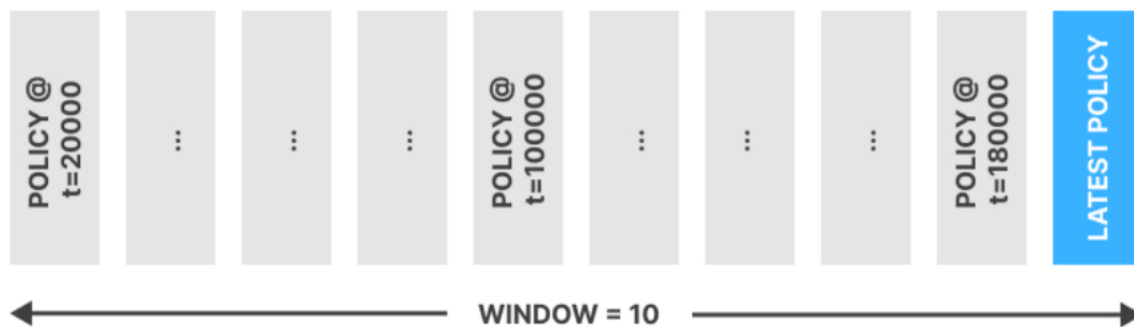 POLICY @
t=20000
...
...
...
POLICY @
t=100000
...
...
...
POLICY @
t=180000
LATEST POLICY
WINDOW = 10